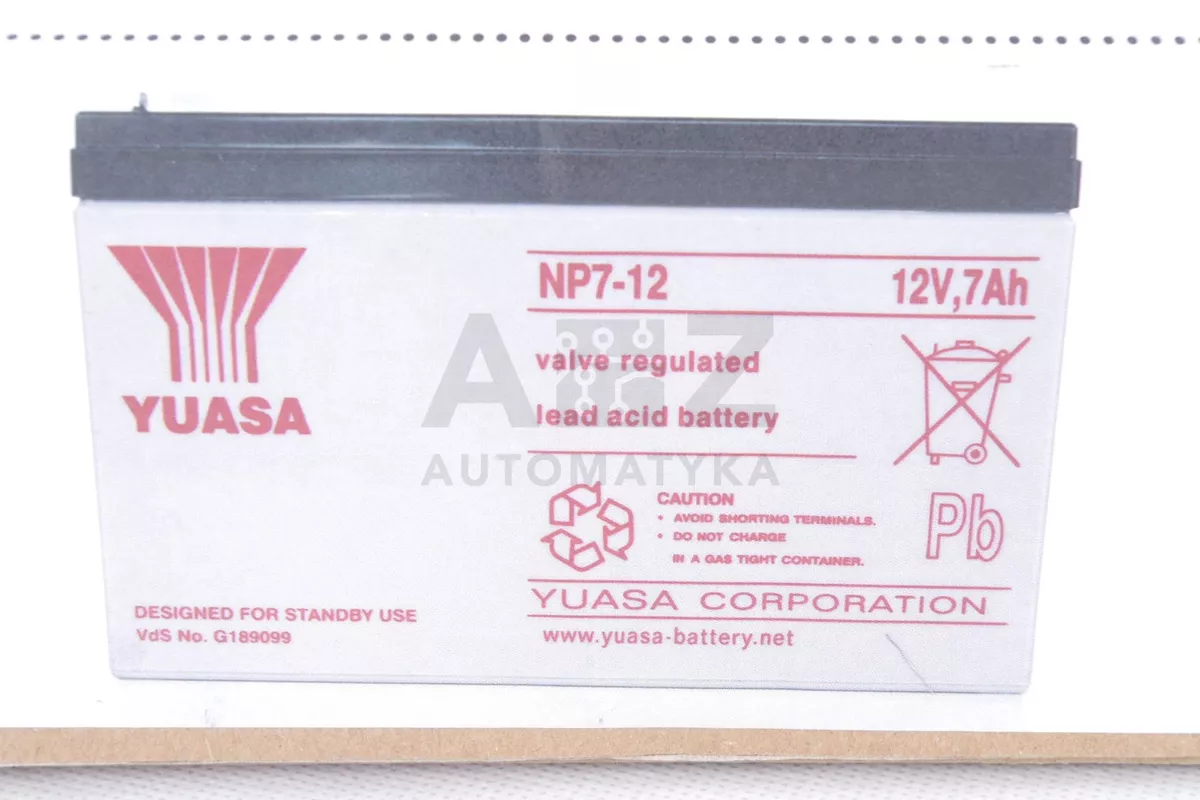 YUASA
NP7-12 12V,7Ah
valve regulated
lead acid battery
A Z
AUTOMATYKA
CAUTION
• AVOID SHORTING TERMINALS.
• DO NOT CHARGE
IN A GAS TIGHT CONTAINER.
Pb
YUASA CORPORATION
www.yuasa-battery.net
DESIGNED FOR STANDBY USE
VdS No. G189099